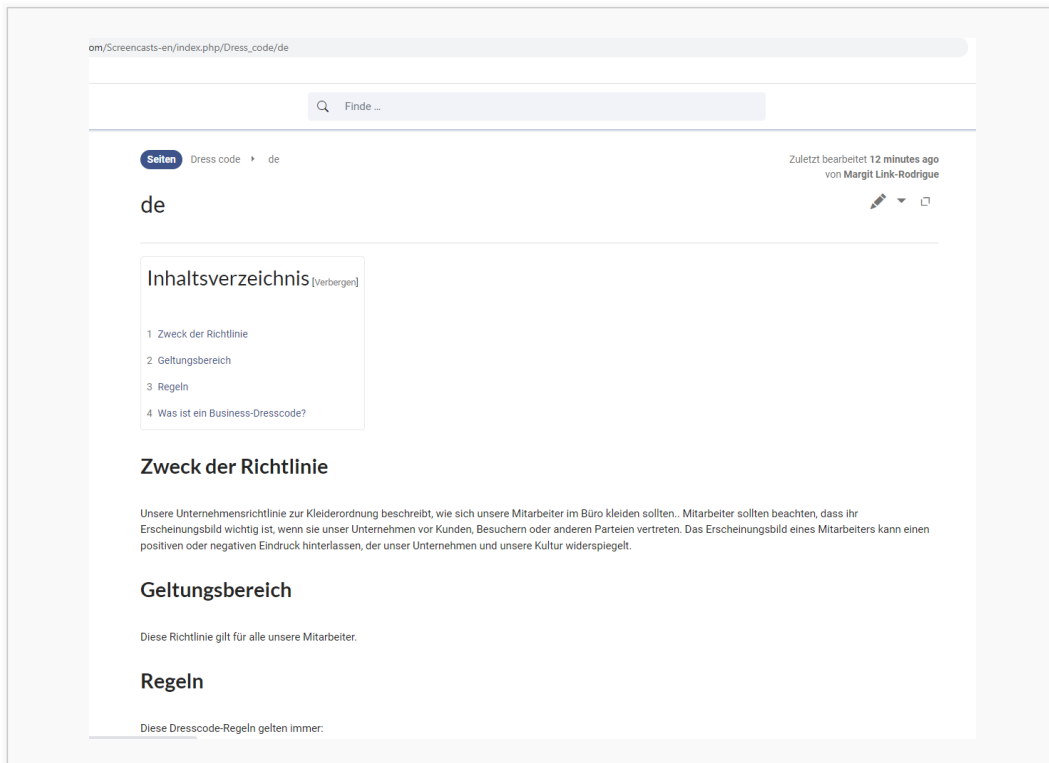 om/Screencasts-en/index.php/Dress_code/de
Finde ...
Seiten Dress code de
Zuletzt bearbeitet 12 minutes ago
von Margit Link-Rodrigue
de
Inhaltsverzeichnis [Verbergen]
1 Zweck der Richtlinie
2 Geltungsbereich
3 Regeln
4 Was ist ein Business-Dresscode?
Zweck der Richtlinie
Unsere Unternehmensrichtlinie zur Kleiderordnung beschreibt, wie sich unsere Mitarbeiter im Büro kleiden sollten.. Mitarbeiter sollten beachten, dass ihr
Erscheinungsbild wichtig ist, wenn sie unser Unternehmen vor Kunden, Besuchern oder anderen Parteien vertreten. Das Erscheinungsbild eines Mitarbeiters kann einen
positiven oder negativen Eindruck hinterlassen, der unser Unternehmen und unsere Kultur widerspiegelt.
Geltungsbereich
Diese Richtlinie gilt für alle unsere Mitarbeiter.
Regeln
Diese Dresscode-Regeln gelten immer: